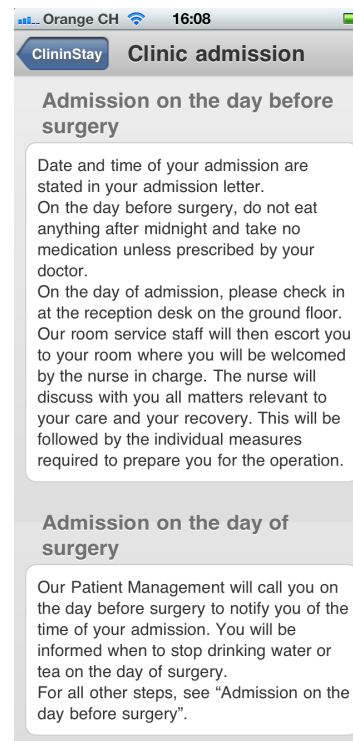 Orange CH 16:08
ClininStay Clinic admission
Admission on the day before
surgery
Date and time of your admission are
stated in your admission letter.
On the day before surgery, do not eat
anything after midnight and take no
medication unless prescribed by your
doctor.
On the day of admission, please check in
at the reception desk on the ground floor.
Our room service staff will then escort you
to your room where you will be welcomed
by the nurse in charge. The nurse will
discuss with you all matters relevant to
your care and your recovery. This will be
followed by the individual measures
required to prepare you for the operation.
Admission on the day of
surgery
Our Patient Management will call you on
the day before surgery to notify you of the
time of your admission. You will be
informed when to stop drinking water or
tea on the day of surgery.
For all other steps, see “Admission on the
day before surgery”.